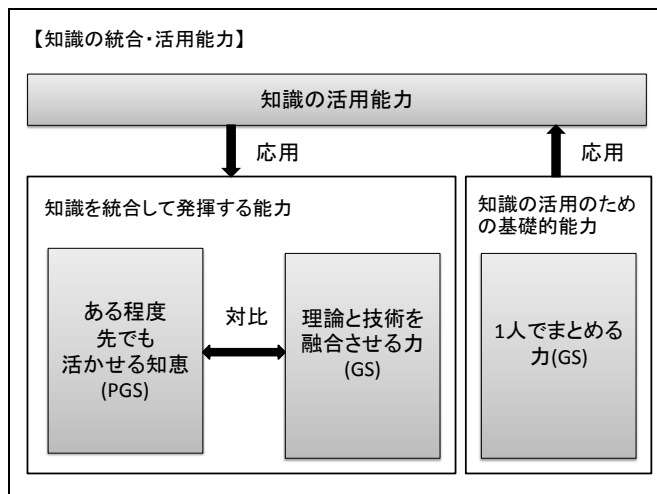 【知識の統合・活用能力】
知識の活用能力
応用
応用
知識を統合して発揮する能力
ある程度
先でも
活かせる知恵
(PGS)
対比
理論と技術を
融合させる力
(GS)
知識の活用のため
の基礎的能力
1人でまとめる
力(GS)